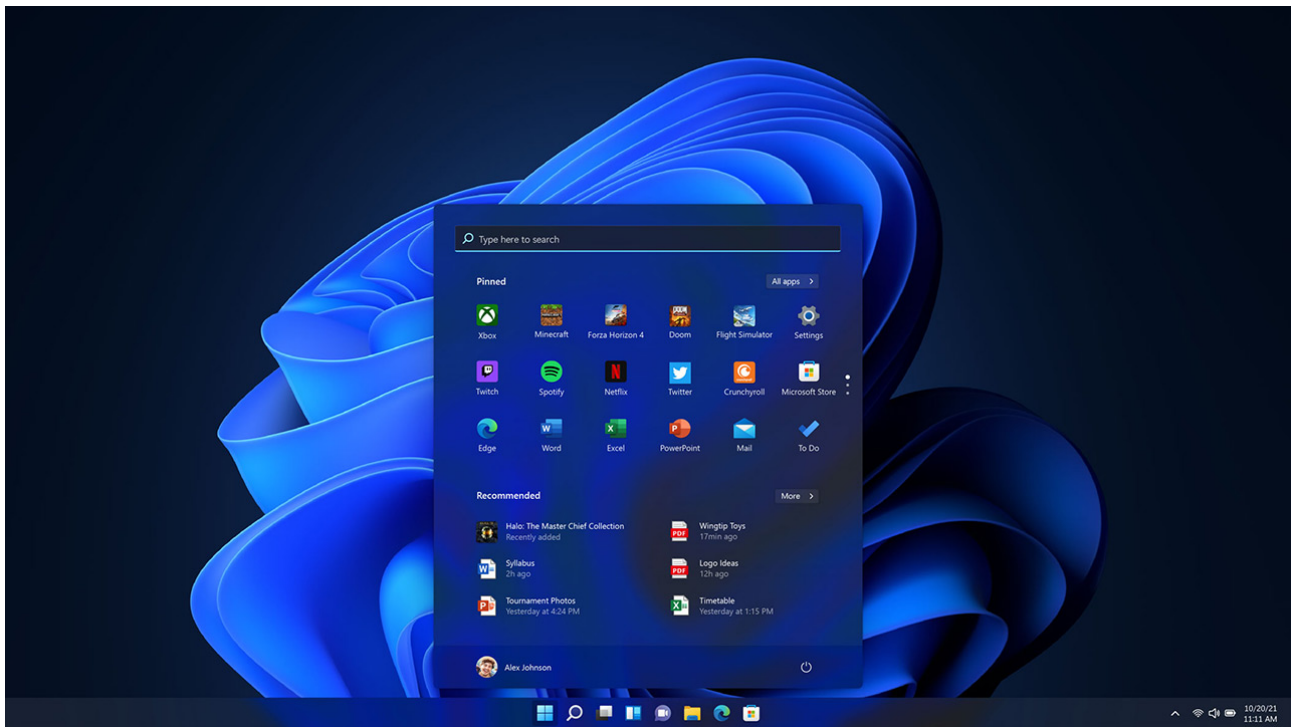 Type here to search
Pinned
All apps
Xbox
Minecraft
Forza Horizon 4
Doom
Flight Simulator
Settings
Twitch
Spotify
Netflix
Twitter
Crunchyroll
Microsoft Store
Edge
Word
Excel
PowerPoint
Mail
To Do
Recommended
More
Halo: The Master Chief Collection
Recently added
Wingtip Toys
17min ago
Syllabus
2h ago
Logo Ideas
12h ago
Tournament Photos
Yesterday at 4:24 PM
Timetable
Yesterday at 1:15 PM
Alex Johnson
10/20/21
11:11 AM